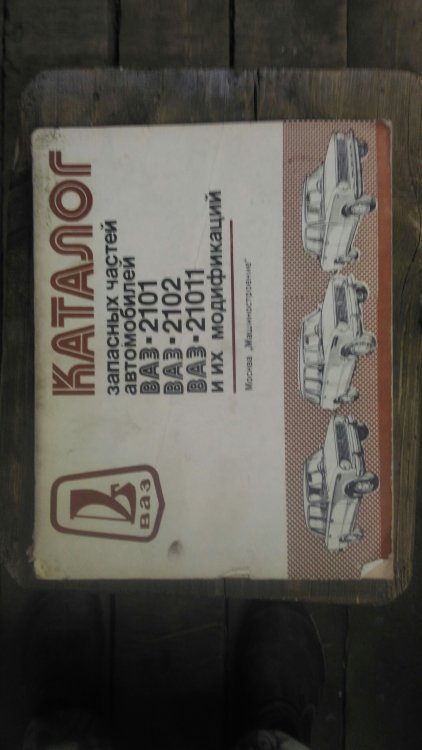 КАТАЛОГ
запасных частей
автомобилей
ВАЗ·2101
ВАЗ·2102
ВАЗ·21011
и их модификаций
Москва „Машиностроение"
ваз